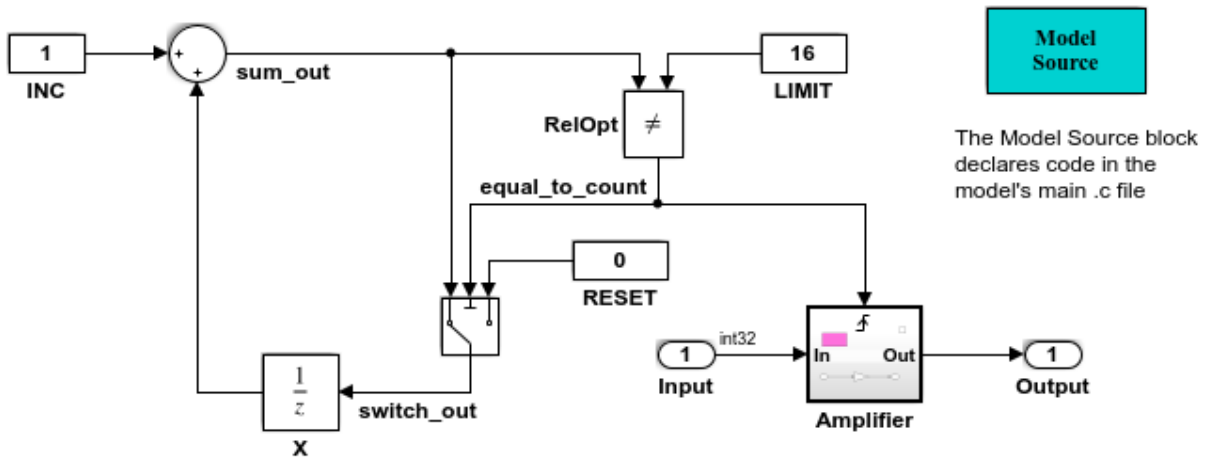 1
INC
+
+
sum_out
16
LIMIT
Model
Source
RelOpt
≠
The Model Source block
declares code in the
model's main .c file
equal_to_count
0
RESET
1
z
X
switch_out
1
Input
int32
In
Out
Amplifier
1
Output